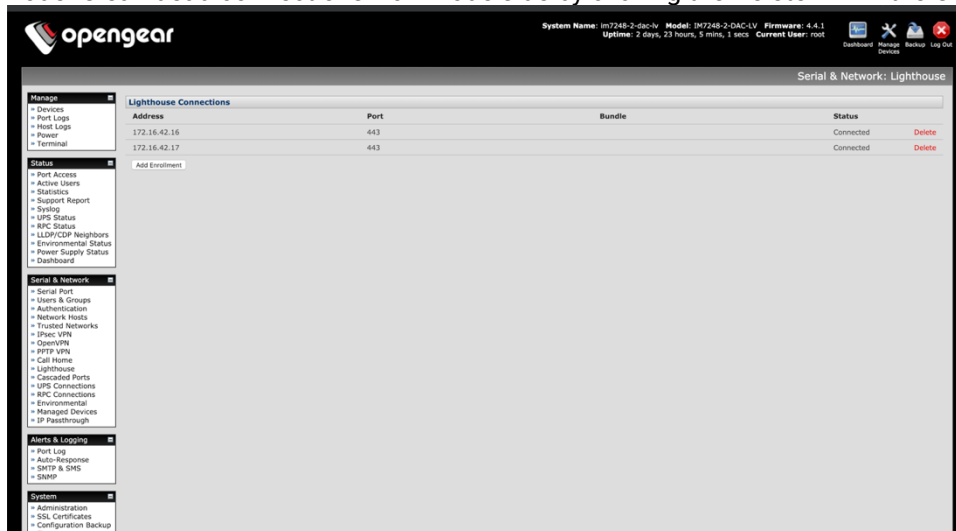 opengear
System Name: im7248-2-dac-lv Model: IM7248-2-DAC-LV Firmware: 4.4.1
Uptime: 2 days, 23 hours, 5 mins, 1 secs Current User: root
Dashboard Manage Devices Backup Log Out
Serial & Network: Lighthouse
Manage
» Devices
» Port Logs
» Host Logs
» Power
» Terminal
Status
» Port Access
» Active Users
» Statistics
» Support Report
» Syslog
» UPS Status
» RPC Status
» LLDP/CDP Neighbors
» Environmental Status
» Power Supply Status
» Dashboard
Serial & Network
» Serial Port
» Users & Groups
» Authentication
» Network Hosts
» Trusted Networks
» IPsec VPN
» OpenVPN
» PPTP VPN
» Call Home
» Lighthouse
» Cascaded Ports
» UPS Connections
» RPC Connections
» Environmental
» Managed Devices
» IP Passthrough
Alerts & Logging
» Port Log
» Auto-Response
» SMTP & SMS
» SNMP
System
» Administration
» SSL Certificates
» Configuration Backup
Lighthouse Connections
Address Port Bundle Status
172.16.42.16 443 Connected Delete
172.16.42.17 443 Connected Delete
Add Enrollment